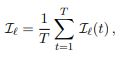 $\mathcal{I}_\ell = \frac{1}{T} \sum_{t=1}^{T} \mathcal{I}_\ell(t)\,,$